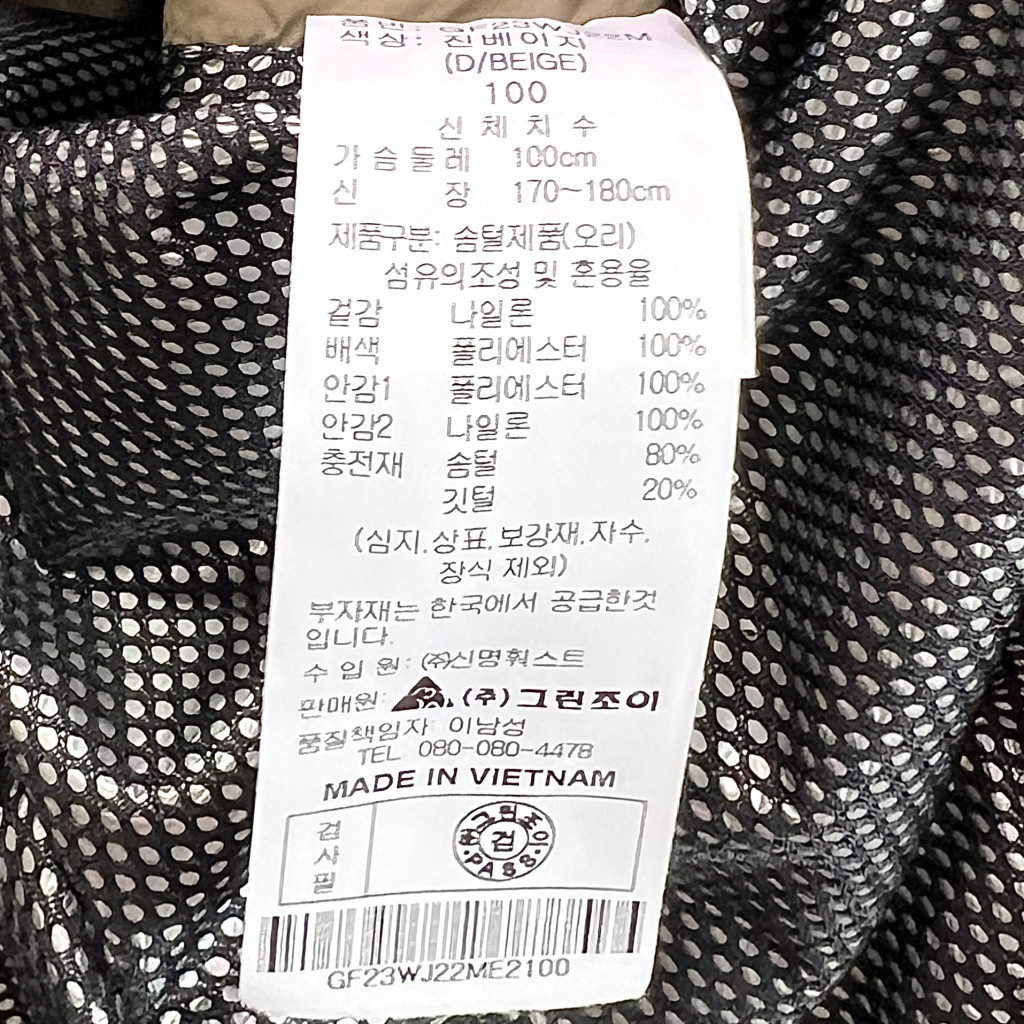 색상: 진베이지
(D/BEIGE)
100
신체치수
가슴둘레 100cm
신 장 170~180cm
제품구분: 솜털제품(오리)
섬유의조성 및 혼용율
겉감 나일론 100%
배색 폴리에스터 100%
안감1 폴리에스터 100%
안감2 나일론 100%
충전재 솜털 80%
깃털 20%
(심지,상표,보강재,자수,
장식 제외)
부자재는 한국에서 공급한것
입니다.
수 입 원: (주)신명훠스트
판매원: (주)그린조이
품질책임자 이남성
TEL 080-080-4478
MADE IN VIETNAM
검사필
그린조이
검
PASS
GF23WJ22ME2100